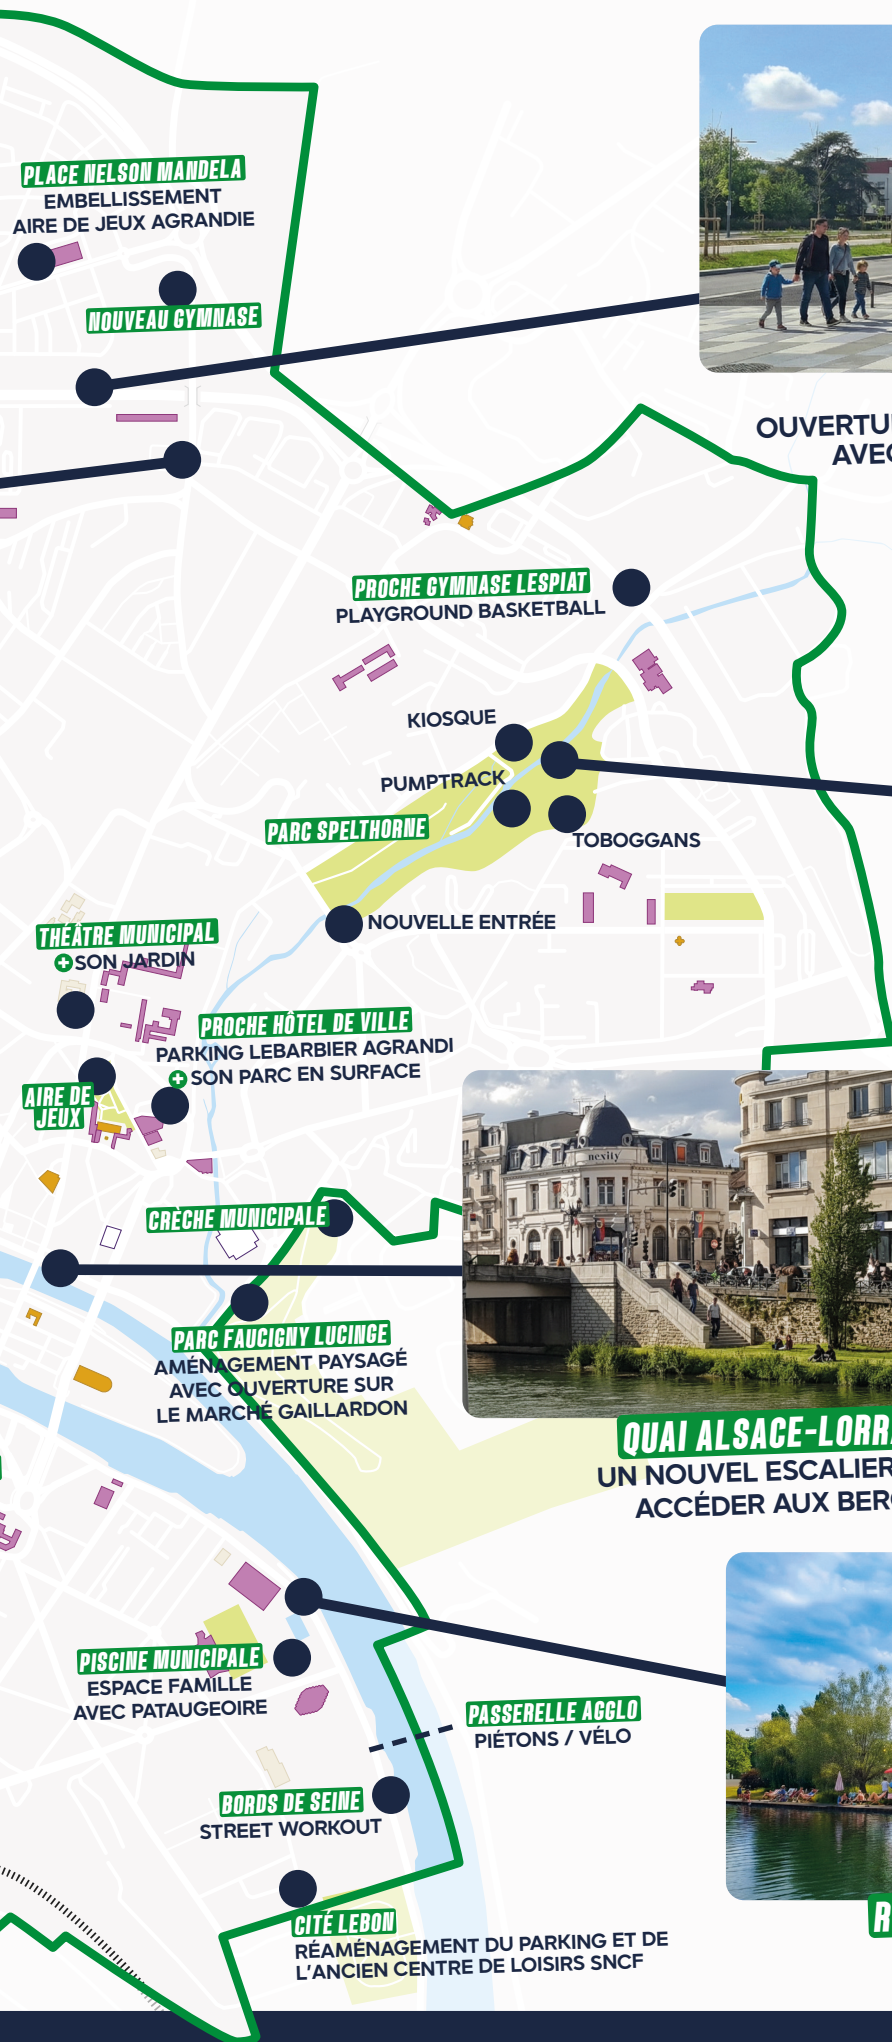 PLACE NELSON MANDELA
EMBELLISSEMENT
AIRE DE JEUX AGRANDIE
NOUVEAU GYMNASE
OUVERTU
AVEC
PROCHE GYMNASE LESPIAT
PLAYGROUND BASKETBALL
KIOSQUE
PUMPTRACK
PARC SPELTHORNE
TOBOGGANS
NOUVELLE ENTRÉE
THÉÂTRE MUNICIPAL
+ SON JARDIN
PROCHE HÔTEL DE VILLE
PARKING LEBARBIER AGRANDI
+ SON PARC EN SURFACE
AIRE DE
JEUX
nexity
CRÈCHE MUNICIPALE
PARC FAUCIGNY LUCINGE
AMÉNAGEMENT PAYSAGÉ
AVEC OUVERTURE SUR
LE MARCHÉ GAILLARDON
QUAI ALSACE-LORRA
UN NOUVEL ESCALIER
ACCÉDER AUX BERG
PISCINE MUNICIPALE
ESPACE FAMILLE
AVEC PATAUGEOIRE
PASSERELLE AGGLO
PIÉTONS / VÉLO
BORDS DE SEINE
STREET WORKOUT
R
CITÉ LEBON
RÉAMÉNAGEMENT DU PARKING ET DE
L'ANCIEN CENTRE DE LOISIRS SNCF